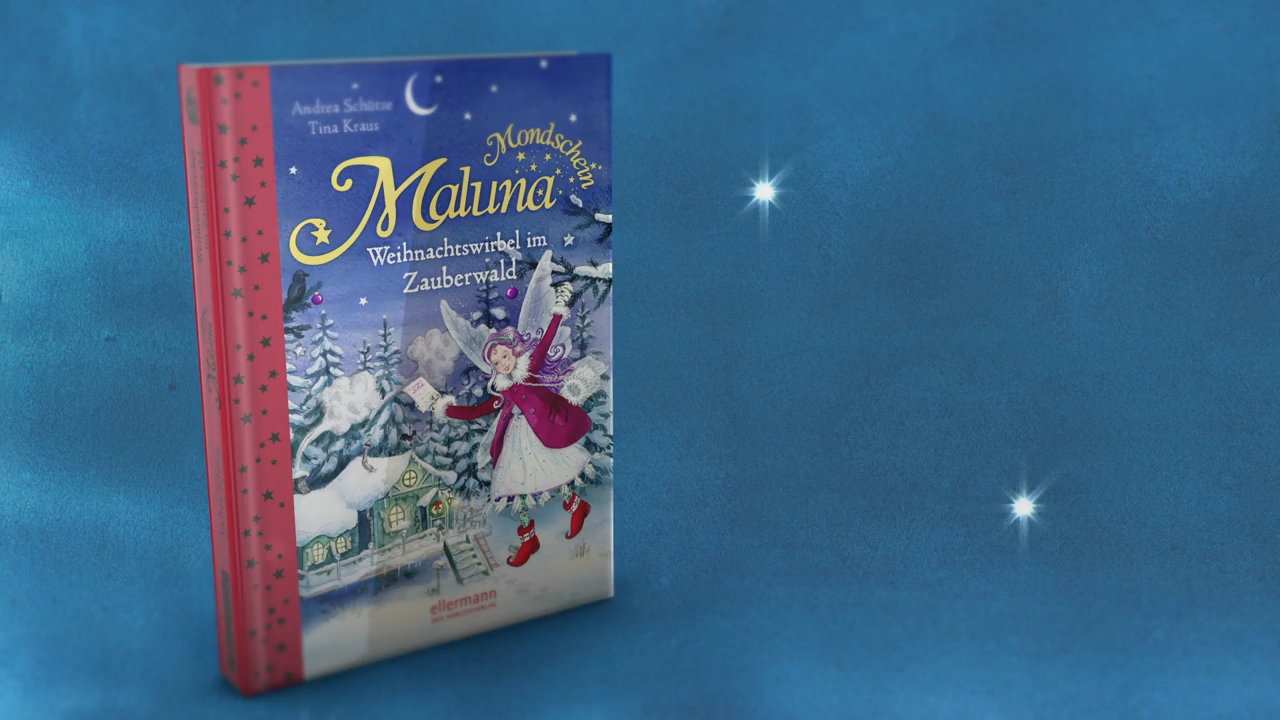 Andrea Schütze
Tina Kraus
Mondschein
Maluna
Weihnachtswirbel im
Zauberwald
ellermann